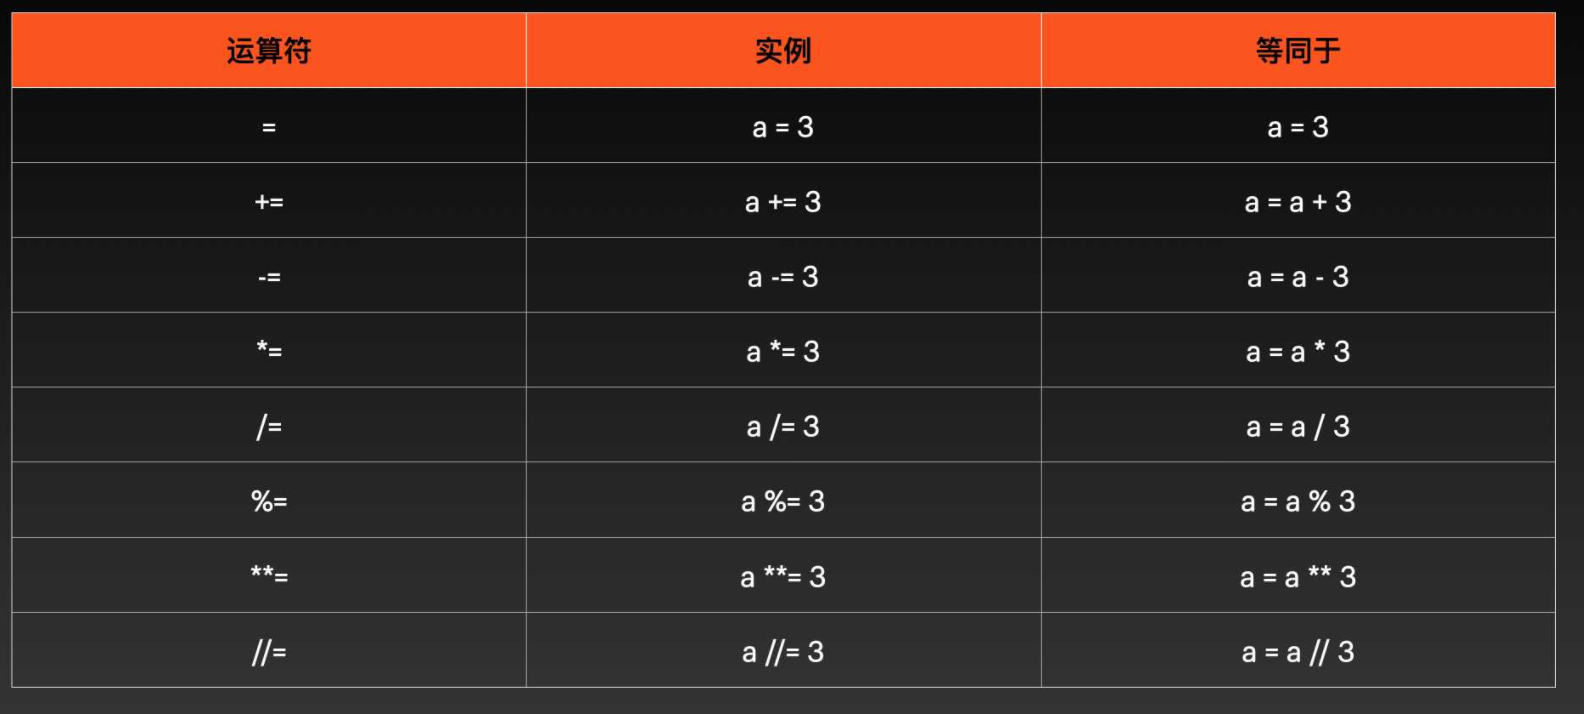 运算符 实例 等同于
= a = 3 a = 3
+= a += 3 a = a + 3
-= a -= 3 a = a - 3
*= a *= 3 a = a * 3
/= a /= 3 a = a / 3
%= a %= 3 a = a % 3
**= a **= 3 a = a ** 3
//= a //= 3 a = a // 3